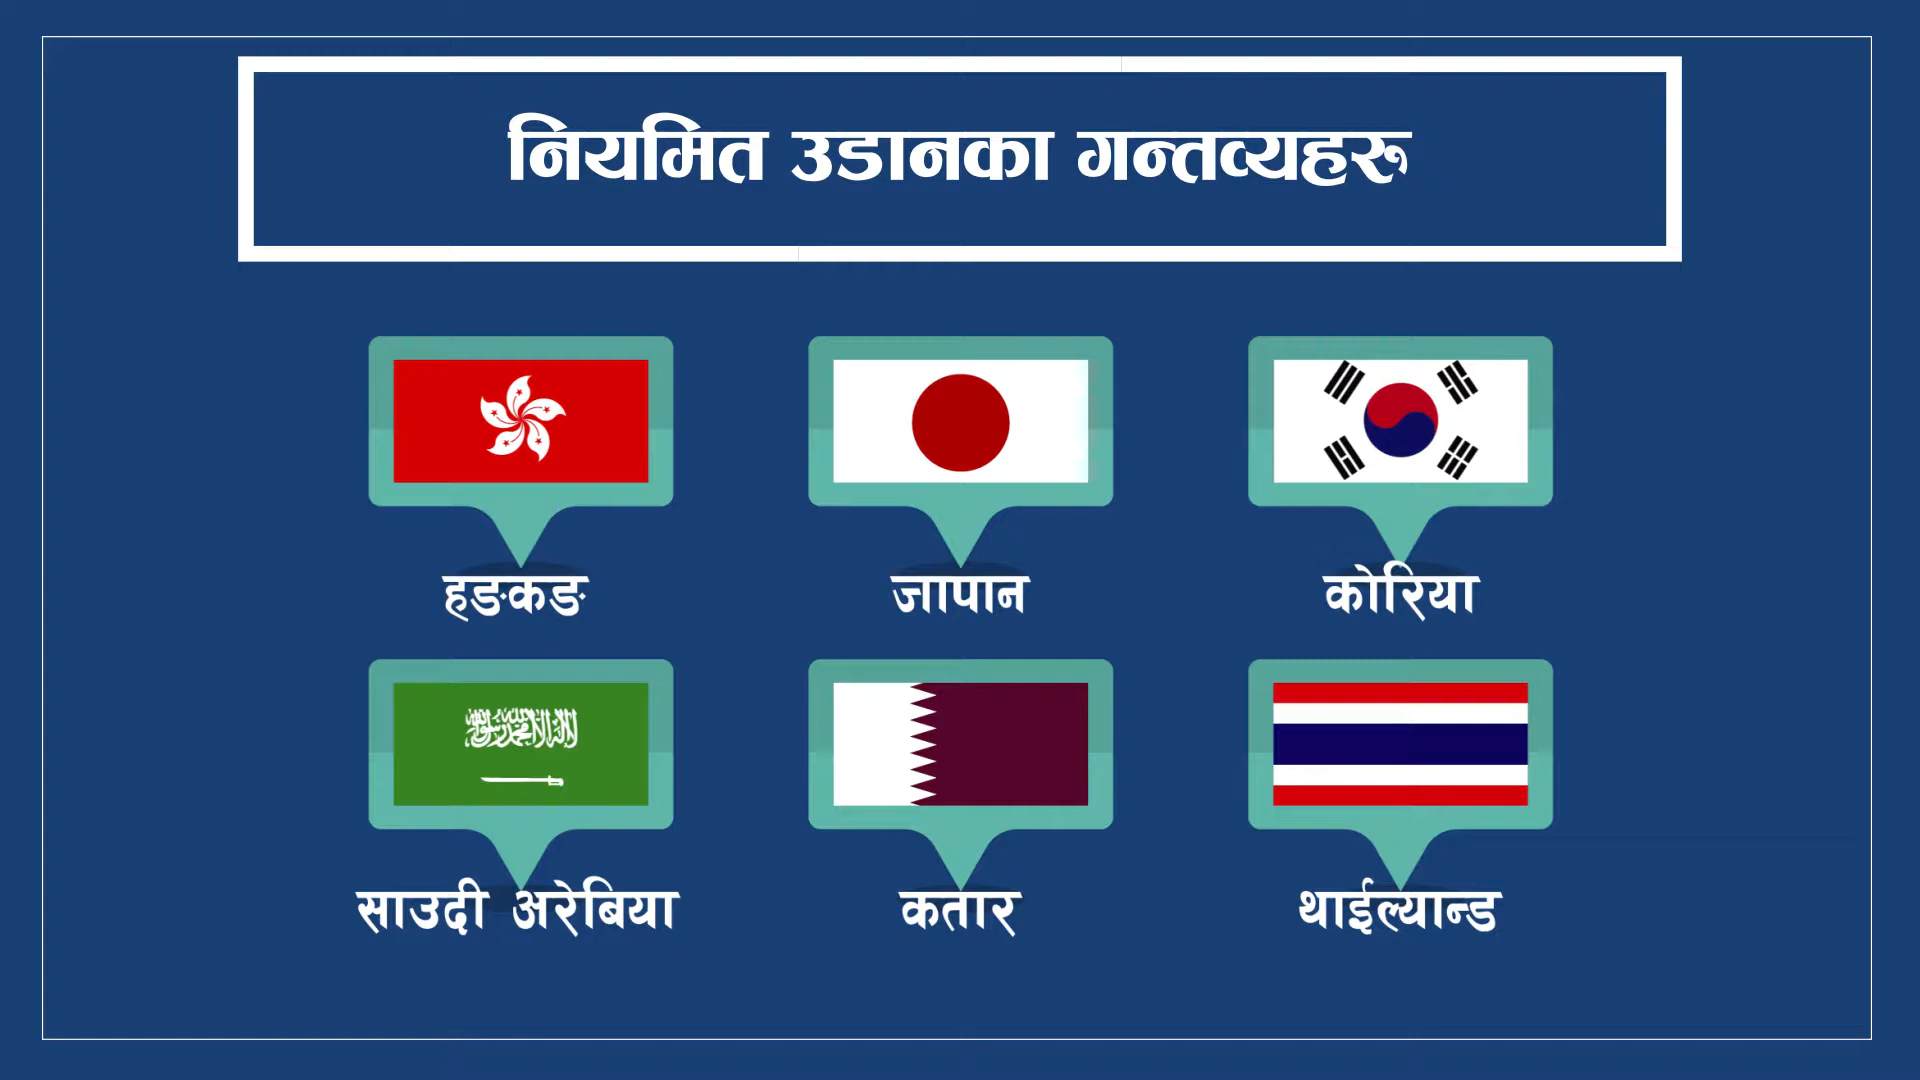 नियमित उडानका गन्तव्यहरु
हङकङ
जापान
कोरिया
साउदी अरेबिया
कतार
थाईल्यान्ड